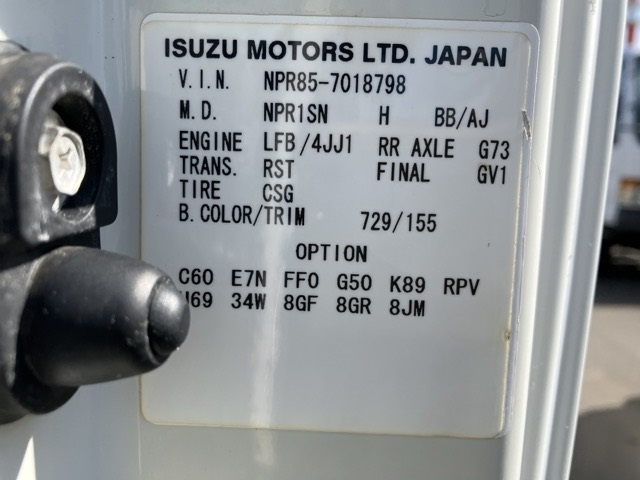 ISUZU MOTORS LTD. JAPAN
V.I.N. NPR85-7018798
M.D. NPR1SN H BB/AJ
ENGINE LFB/4JJ1 RR AXLE G73
TRANS. RST FINAL GV1
TIRE CSG
B.COLOR/TRIM 729/155
OPTION
C60 E7N FF0 G50 K89 RPV
34W 8GF 8GR 8JM